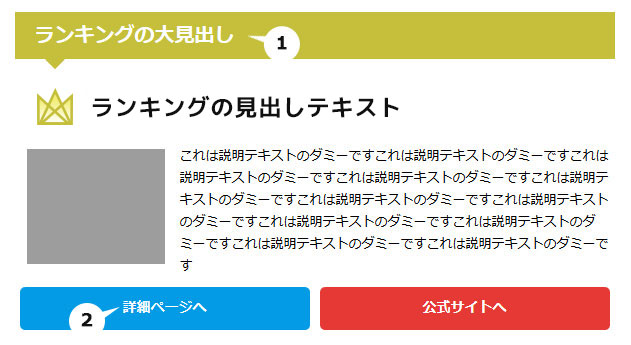 ランキングの大見出し
1
ランキングの見出しテキスト
これは説明テキストのダミーですこれは説明テキストのダミーですこれは
説明テキストのダミーですこれは説明テキストのダミーですこれは説明テ
キストのダミーですこれは説明テキストのダミーですこれは説明テキスト
のダミーですこれは説明テキストのダミーですこれは説明テキストのダ
ミーですこれは説明テキストのダミーですこれは説明テキストのダミーで
す
詳細ページへ
2
公式サイトへ